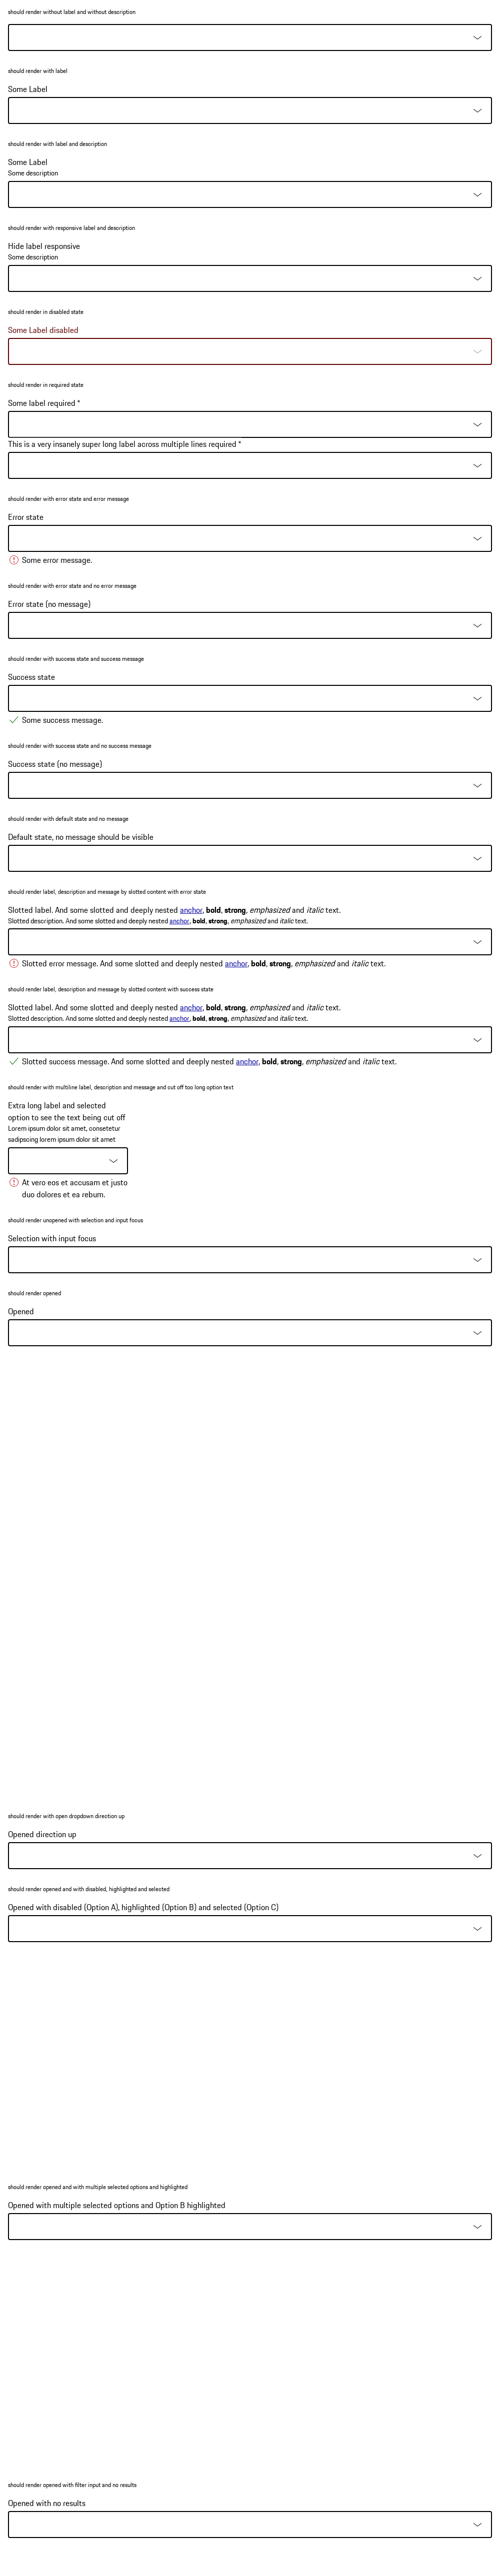 should render without label and without description
should render with label
Some Label
should render with label and description
Some Label
Some description
should render with responsive label and description
Hide label responsive
Some description
should render in disabled state
Some Label disabled
should render in required state
Some label required *
This is a very insanely super long label across multiple lines required *
should render with error state and error message
Error state
Some error message.
should render with error state and no error message
Error state (no message)
should render with success state and success message
Success state
Some success message.
should render with success state and no success message
Success state (no message)
should render with default state and no message
Default state, no message should be visible
should render label, description and message by slotted content with error state
Slotted label. And some slotted and deeply nested anchor, bold, strong, emphasized and italic text.
Slotted description. And some slotted and deeply nested anchor, bold, strong, emphasized and italic text.
Slotted error message. And some slotted and deeply nested anchor, bold, strong, emphasized and italic text.
should render label, description and message by slotted content with success state
Slotted label. And some slotted and deeply nested anchor, bold, strong, emphasized and italic text.
Slotted description. And some slotted and deeply nested anchor, bold, strong, emphasized and italic text.
Slotted success message. And some slotted and deeply nested anchor, bold, strong, emphasized and italic text.
should render with multiline label, description and message and cut off too long option text
Extra long label and selected
option to see the text being cut off
Lorem ipsum dolor sit amet, consetetur
sadipscing lorem ipsum dolor sit amet
At vero eos et accusam et justo
duo dolores et ea rebum.
should render unopened with selection and input focus
Selection with input focus
should render opened
Opened
should render with open dropdown direction up
Opened direction up
should render opened and with disabled, highlighted and selected
Opened with disabled (Option A), highlighted (Option B) and selected (Option C)
should render opened and with multiple selected options and highlighted
Opened with multiple selected options and Option B highlighted
should render opened with filter input and no results
Opened with no results